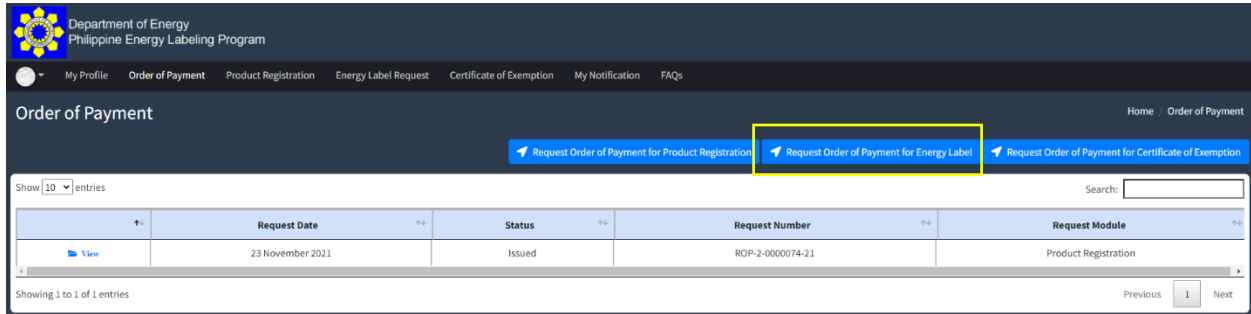 Department of Energy
Philippine Energy Labeling Program
My Profile Order of Payment Product Registration Energy Label Request Certificate of Exemption My Notification FAQs
Order of Payment Home / Order of Payment
Request Order of Payment for Product Registration Request Order of Payment for Energy Label Request Order of Payment for Certificate of Exemption
Show 10 entries Search:
Request Date Status Request Number Request Module
View 23 November 2021 Issued ROP-2-0000074-21 Product Registration
Showing 1 to 1 of 1 entries Previous 1 Next